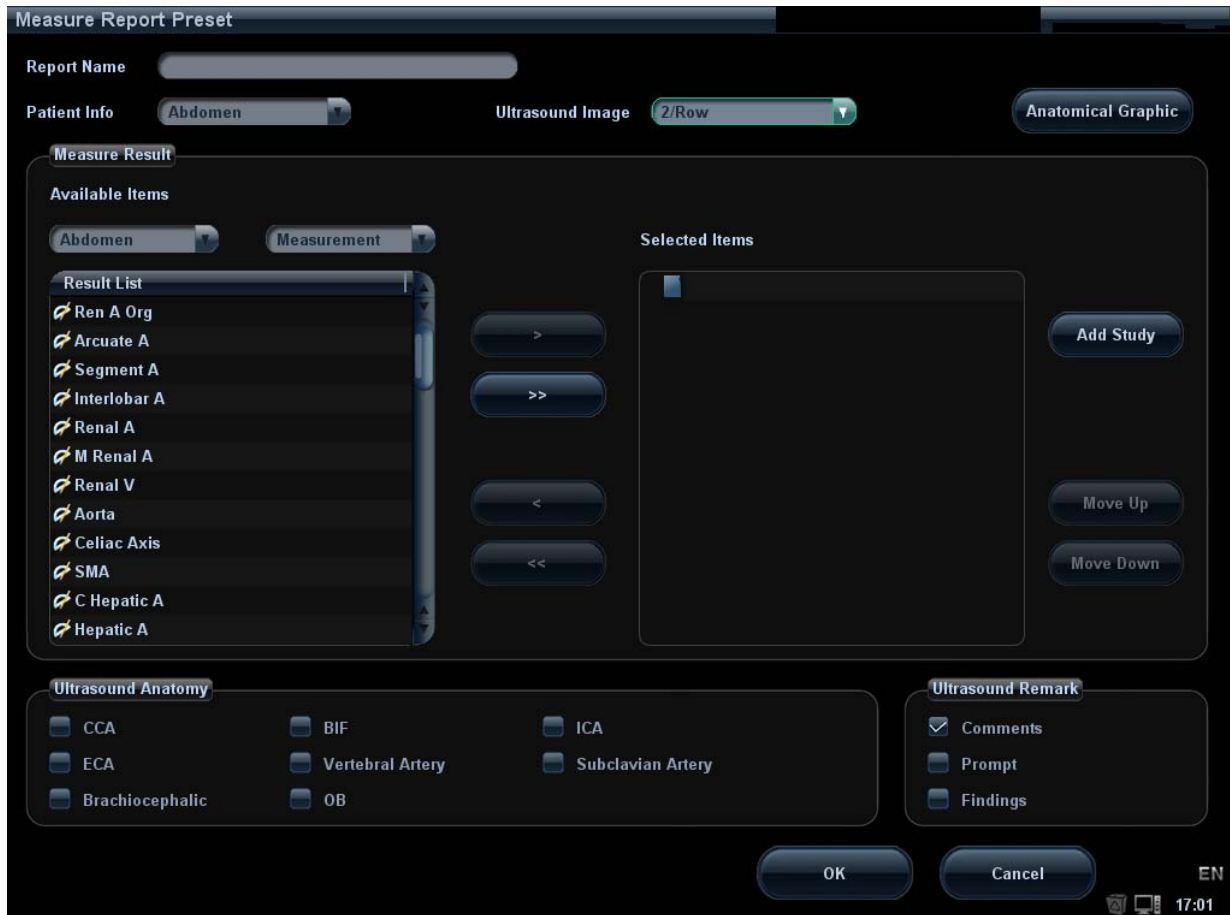 Measure Report Preset
Report Name
Patient Info Abdomen Ultrasound Image 2/Row Anatomical Graphic
Measure Result
Available Items
Abdomen Measurement Selected Items
Result List
Ren A Org
Arcuate A
Segment A
Interlobar A
Renal A
M Renal A
Renal V
Aorta
Celiac Axis
SMA
C Hepatic A
Hepatic A
>
>>
<
<<
Add Study
Move Up
Move Down
Ultrasound Anatomy
CCA BIF ICA
ECA Vertebral Artery Subclavian Artery
Brachiocephalic OB
Ultrasound Remark
Comments
Prompt
Findings
OK Cancel EN
17:01